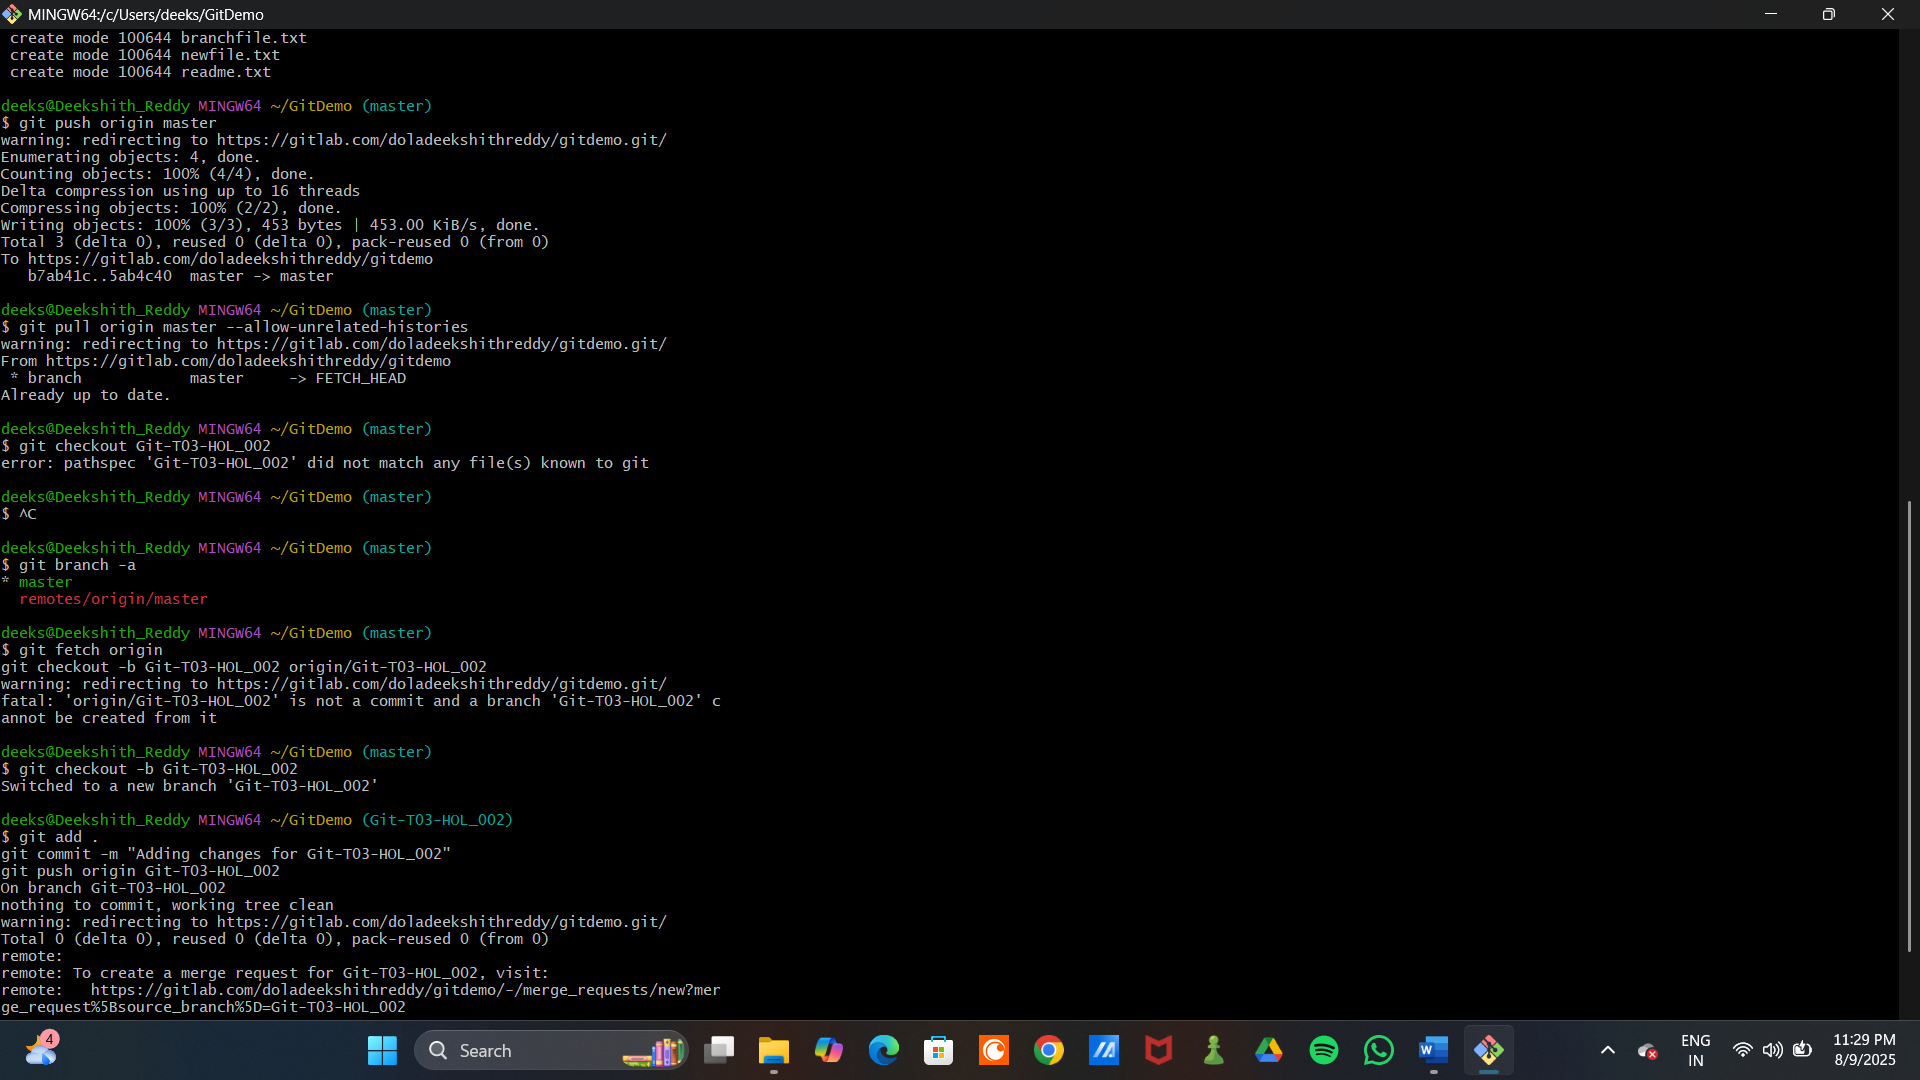 MINGW64:/c/Users/deeks/GitDemo
 create mode 100644 branchfile.txt
 create mode 100644 newfile.txt
 create mode 100644 readme.txt
deeks@Deekshith_Reddy MINGW64 ~/GitDemo (master)
$ git push origin master
warning: redirecting to https://gitlab.com/doladeekshithreddy/gitdemo.git/
Enumerating objects: 4, done.
Counting objects: 100% (4/4), done.
Delta compression using up to 16 threads
Compressing objects: 100% (2/2), done.
Writing objects: 100% (3/3), 453 bytes | 453.00 KiB/s, done.
Total 3 (delta 0), reused 0 (delta 0), pack-reused 0 (from 0)
To https://gitlab.com/doladeekshithreddy/gitdemo
   b7ab41c..5ab4c40  master -> master
deeks@Deekshith_Reddy MINGW64 ~/GitDemo (master)
$ git pull origin master --allow-unrelated-histories
warning: redirecting to https://gitlab.com/doladeekshithreddy/gitdemo.git/
From https://gitlab.com/doladeekshithreddy/gitdemo
 * branch            master     -> FETCH_HEAD
Already up to date.
deeks@Deekshith_Reddy MINGW64 ~/GitDemo (master)
$ git checkout Git-T03-HOL_002
error: pathspec 'Git-T03-HOL_002' did not match any file(s) known to git
deeks@Deekshith_Reddy MINGW64 ~/GitDemo (master)
$ ^C
deeks@Deekshith_Reddy MINGW64 ~/GitDemo (master)
$ git branch -a
* master
  remotes/origin/master
deeks@Deekshith_Reddy MINGW64 ~/GitDemo (master)
$ git fetch origin
git checkout -b Git-T03-HOL_002 origin/Git-T03-HOL_002
warning: redirecting to https://gitlab.com/doladeekshithreddy/gitdemo.git/
fatal: 'origin/Git-T03-HOL_002' is not a commit and a branch 'Git-T03-HOL_002' c
annot be created from it
deeks@Deekshith_Reddy MINGW64 ~/GitDemo (master)
$ git checkout -b Git-T03-HOL_002
Switched to a new branch 'Git-T03-HOL_002'
deeks@Deekshith_Reddy MINGW64 ~/GitDemo (Git-T03-HOL_002)
$ git add .
git commit -m "Adding changes for Git-T03-HOL_002"
git push origin Git-T03-HOL_002
On branch Git-T03-HOL_002
nothing to commit, working tree clean
warning: redirecting to https://gitlab.com/doladeekshithreddy/gitdemo.git/
Total 0 (delta 0), reused 0 (delta 0), pack-reused 0 (from 0)
remote:
remote: To create a merge request for Git-T03-HOL_002, visit:
remote:   https://gitlab.com/doladeekshithreddy/gitdemo/-/merge_requests/new?mer
ge_request%5Bsource_branch%5D=Git-T03-HOL_002
4
Search
W
ENG
IN
11:29 PM
8/9/2025